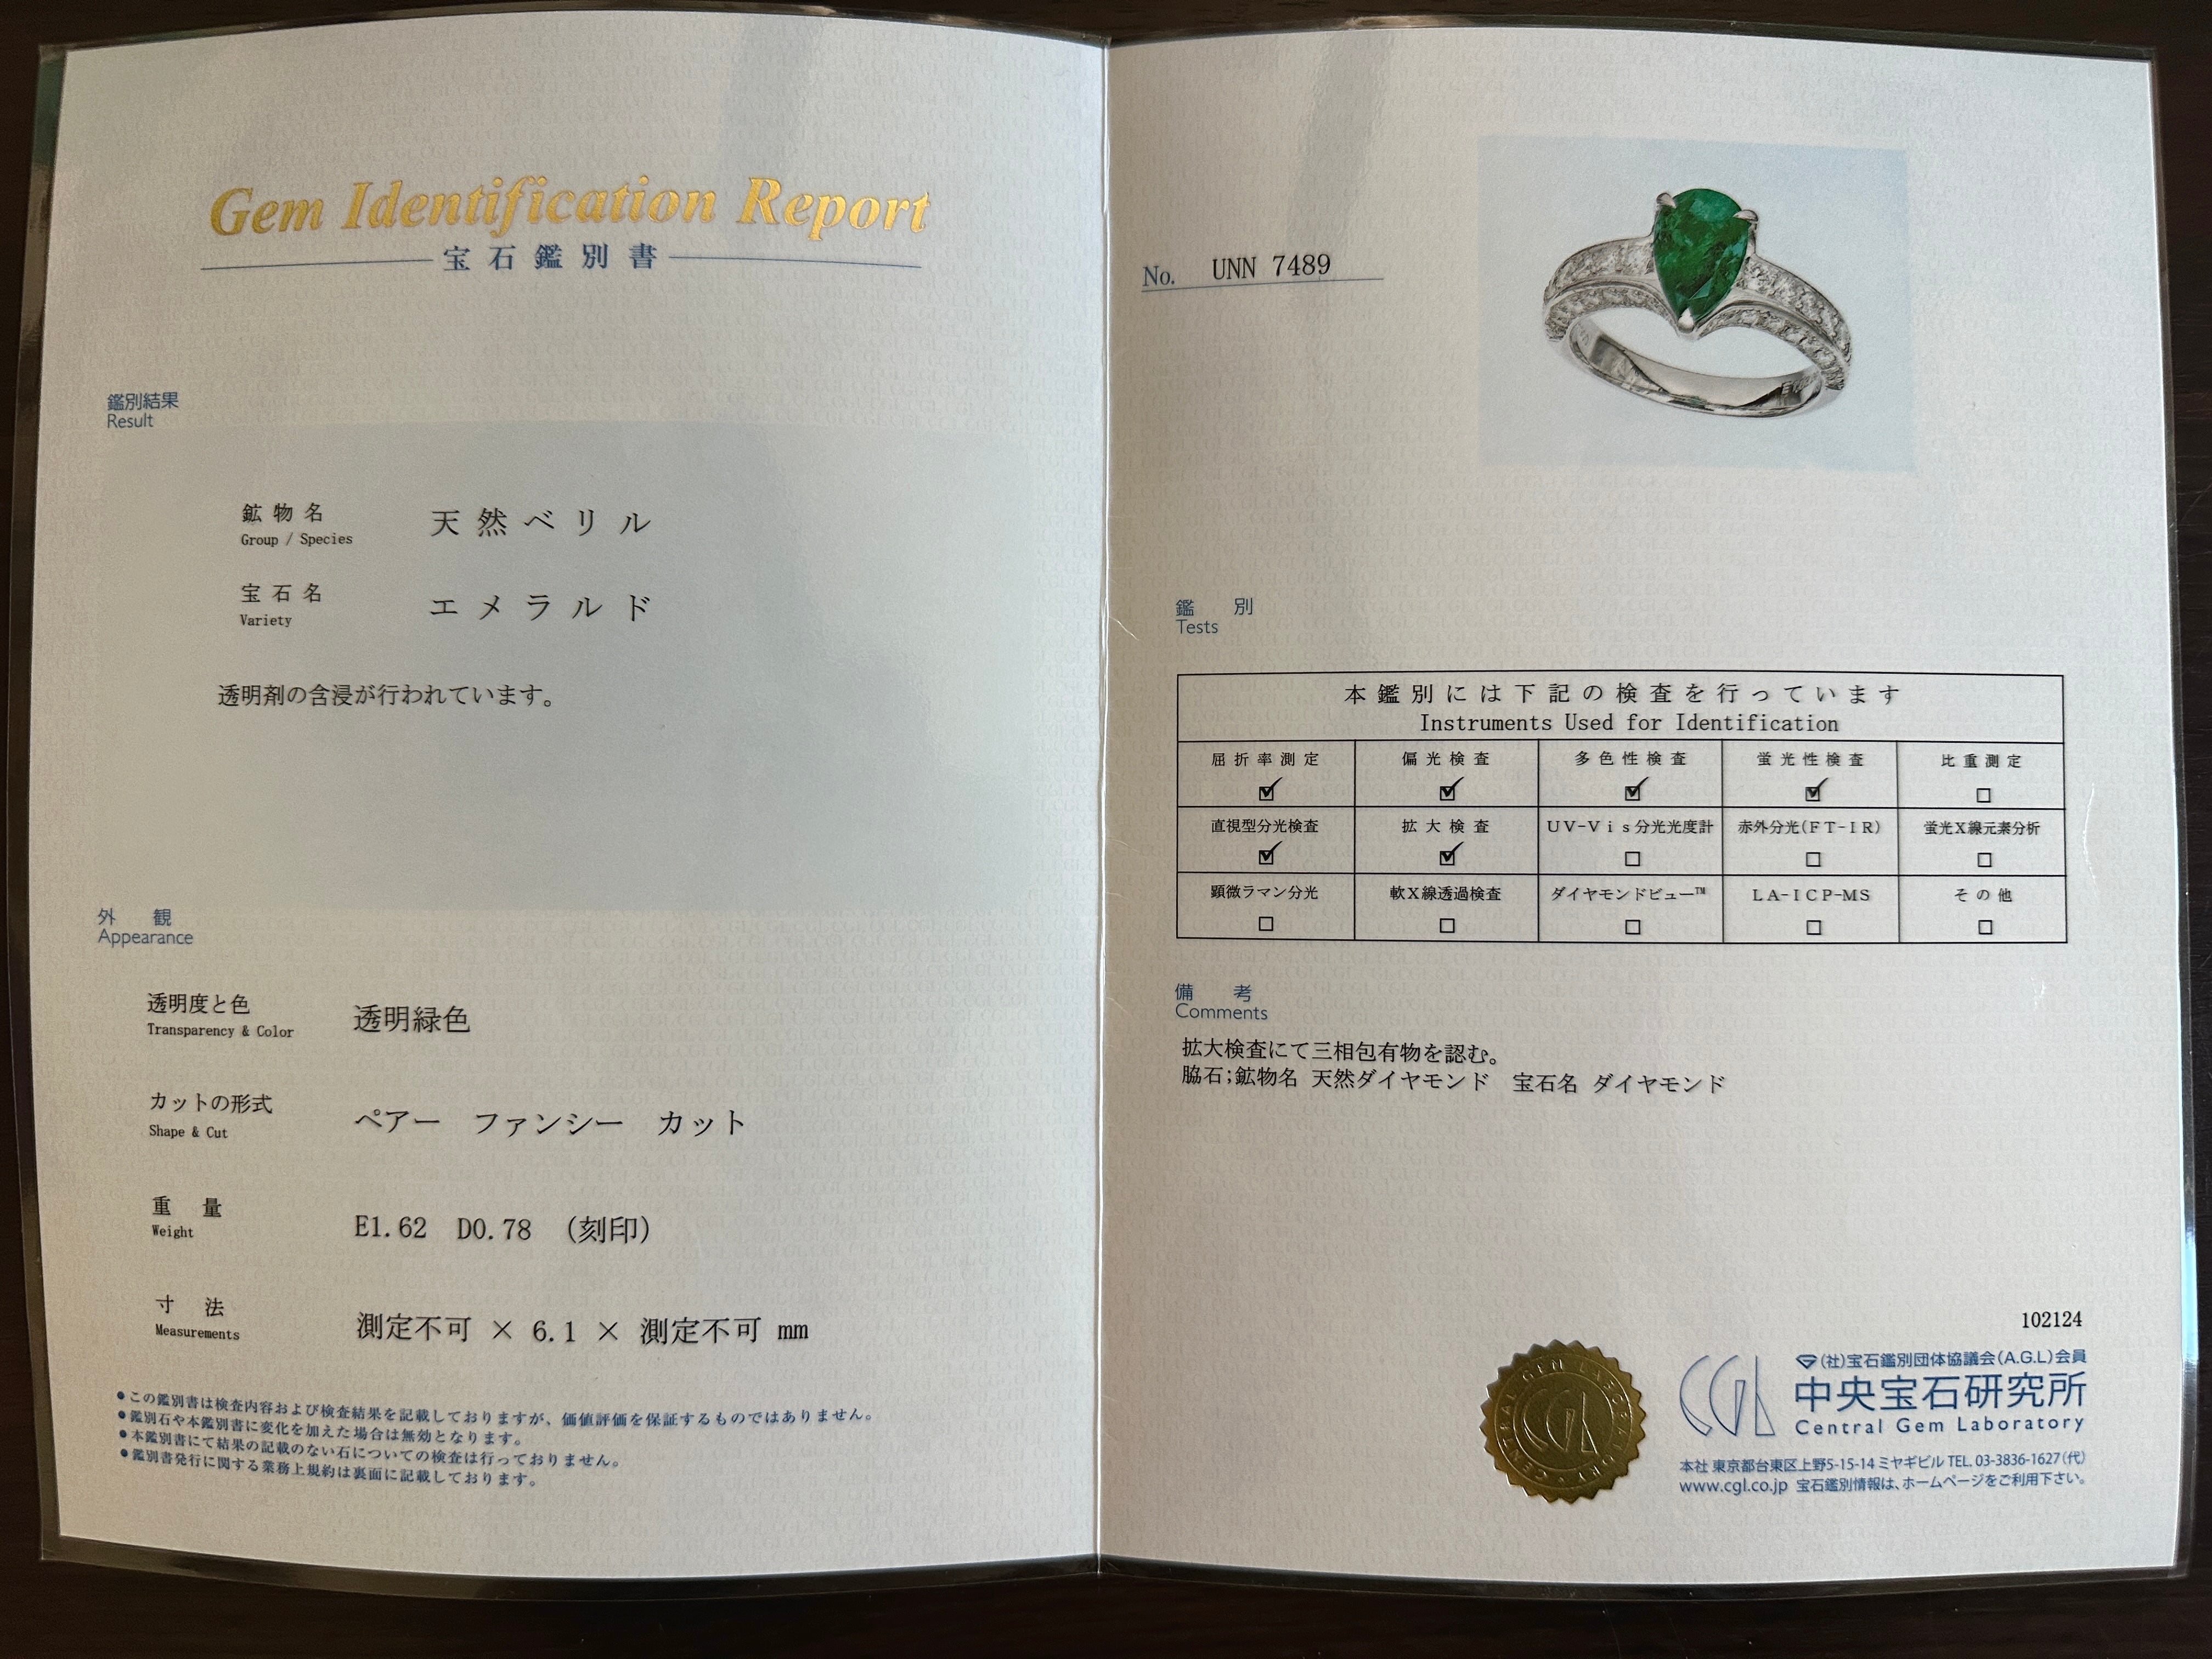 Gem Identification Report
宝石鑑別書
鑑別結果
Result
鉱物名 天然ベリル
Group / Species
宝石名 エメラルド
Variety
透明剤の含浸が行われています。
外観
Appearance
透明度と色 透明緑色
Transparency & Color
カットの形式 ペアー ファンシー カット
Shape & Cut
重量 E1.62 D0.78 (刻印)
Weight
寸法 測定不可 × 6.1 × 測定不可 mm
Measurements
●この鑑別書は検査内容および検査結果を記載しておりますが、価値評価を保証するものではありません。
●鑑別石や本鑑別書に変化を加えた場合は無効となります。
●本鑑別書にて結果の記載のない石についての検査は行っておりません。
●鑑別書発行に関する業務上規約は裏面に記載しております。
No. UNN 7489
鑑別
Tests
本鑑別には下記の検査を行っています
Instruments Used for Identification
屈折率測定 偏光検査 多色性検査 蛍光性検査 比重測定
☑ ☑ ☑ ☑ □
直視型分光検査 拡大検査 UV-Vis分光光度計 赤外分光(FT-IR) 蛍光X線元素分析
☑ ☑ □ □ □
顕微ラマン分光 軟X線透過検査 ダイヤモンドビュー™ LA-ICP-MS その他
□ □ □ □ □
備考
Comments
拡大検査にて三相包有物を認む。
脇石;鉱物名 天然ダイヤモンド 宝石名 ダイヤモンド
102124
(社)宝石鑑別団体協議会(A.G.L)会員
CGL 中央宝石研究所
Central Gem Laboratory
本社 東京都台東区上野5-15-14 ミヤギビル TEL. 03-3836-1627(代)
www.cgl.co.jp 宝石鑑別情報は、ホームページをご利用下さい。
CENTRAL GEM LABORATORY
CGL